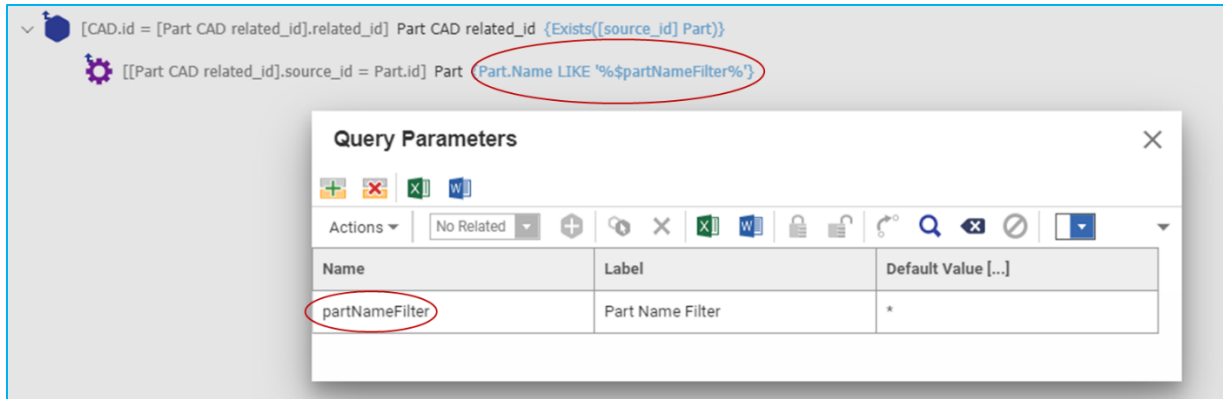 [CAD.id = [Part CAD related_id].related_id] Part CAD related_id {Exists([source_id] Part)}
[[Part CAD related_id].source_id = Part.id] Part {Part.Name LIKE '%$partNameFilter%'}
Query Parameters
Actions No Related
Name Label Default Value [...]
partNameFilter Part Name Filter *